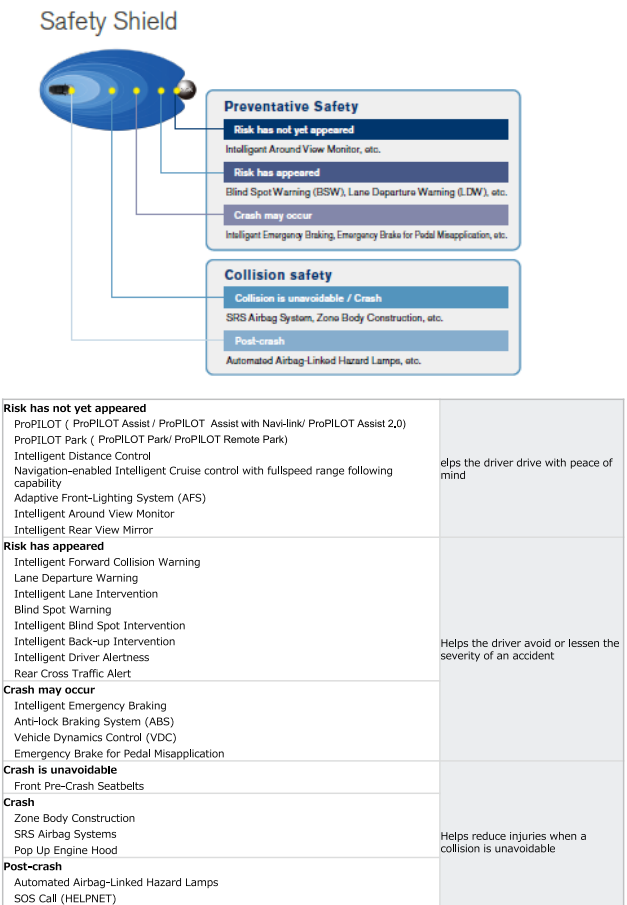 Safety Shield
Preventative Safety
Risk has not yet appeared
Intelligent Around View Monitor, etc.
Risk has appeared
Blind Spot Warning (BSW), Lane Departure Warning (LDW), etc.
Crash may occur
Intelligent Emergency Braking, Emergency Brake for Pedal Misapplication, etc.
Collision safety
Collision is unavoidable / Crash
SRS Airbag System, Zone Body Construction, etc.
Post-crash
Automated Airbag-Linked Hazard Lamps, etc.
Risk has not yet appeared
ProPILOT ( ProPILOT Assist / ProPILOT Assist with Navi-link/ ProPILOT Assist 2.0)
ProPILOT Park ( ProPILOT Park/ ProPILOT Remote Park)
Intelligent Distance Control
Navigation-enabled Intelligent Cruise control with fullspeed range following
capability
Adaptive Front-Lighting System (AFS)
Intelligent Around View Monitor
Intelligent Rear View Mirror
elps the driver drive with peace of
mind
Risk has appeared
Intelligent Forward Collision Warning
Lane Departure Warning
Intelligent Lane Intervention
Blind Spot Warning
Intelligent Blind Spot Intervention
Intelligent Back-up Intervention
Intelligent Driver Alertness
Rear Cross Traffic Alert
Crash may occur
Intelligent Emergency Braking
Anti-lock Braking System (ABS)
Vehicle Dynamics Control (VDC)
Emergency Brake for Pedal Misapplication
Helps the driver avoid or lessen the
severity of an accident
Crash is unavoidable
Front Pre-Crash Seatbelts
Crash
Zone Body Construction
SRS Airbag Systems
Pop Up Engine Hood
Post-crash
Automated Airbag-Linked Hazard Lamps
SOS Call (HELPNET)
Helps reduce injuries when a
collision is unavoidable